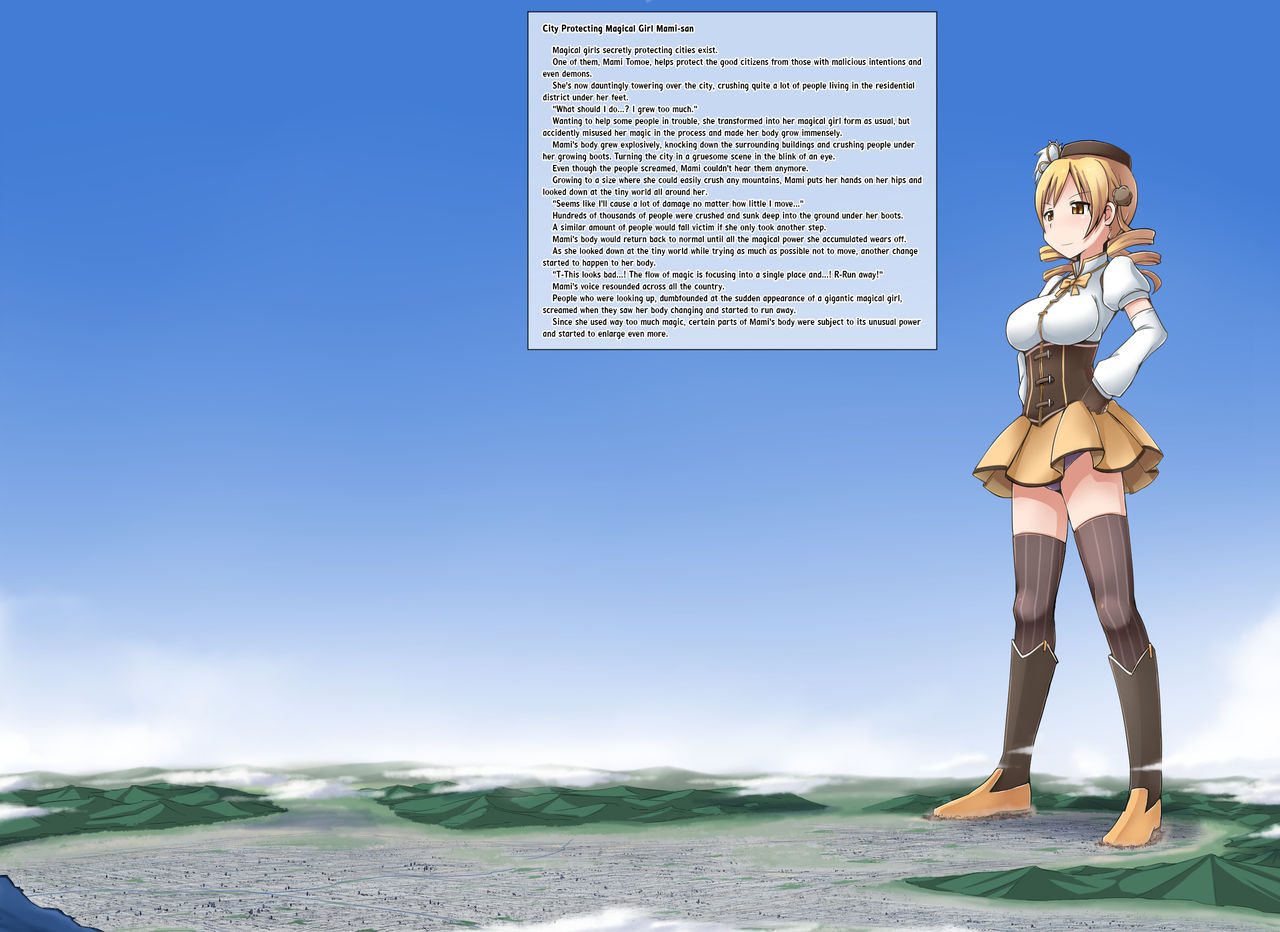 City Protecting Magical Girl Mami-san
Magical girls secretly protecting cities exist.
One of them, Mami Tomoe, helps protect the good citizens from those with malicious intentions and
even demons.
She's now dauntingly towering over the city, crushing quite a lot of people living in the residential
district under her feet.
"What should I do...? I grew too much."
Wanting to help some people in trouble, she transformed into her magical girl form as usual, but
accidently misused her magic in the process and made her body grow immensely.
Mami's body grew explosively, knocking down the surrounding buildings and crushing people under
her growing boots. Turning the city in a gruesome scene in the blink of an eye.
Even though the people screamed, Mami couldn't hear them anymore.
Growing to a size where she could easily crush any mountains, Mami puts her hands on her hips and
looked down at the tiny world all around her.
"Seems like I'll cause a lot of damage no matter how little I move..."
Hundreds of thousands of people were crushed and sunk deep into the ground under her boots.
A similar amount of people would fall victim if she only took another step.
Mami's body would return back to normal until all the magical power she accumulated wears off.
As she looked down at the tiny world while trying as much as possible not to move, another change
started to happen to her body.
"T-This looks bad...! The flow of magic is focusing into a single place and...! R-Run away!"
Mami's voice resounded across all the country.
People who were looking up, dumbfounded at the sudden appearance of a gigantic magical girl,
screamed when they saw her body changing and started to run away.
Since she used way too much magic, certain parts of Mami's body were subject to its unusual power
and started to enlarge even more.